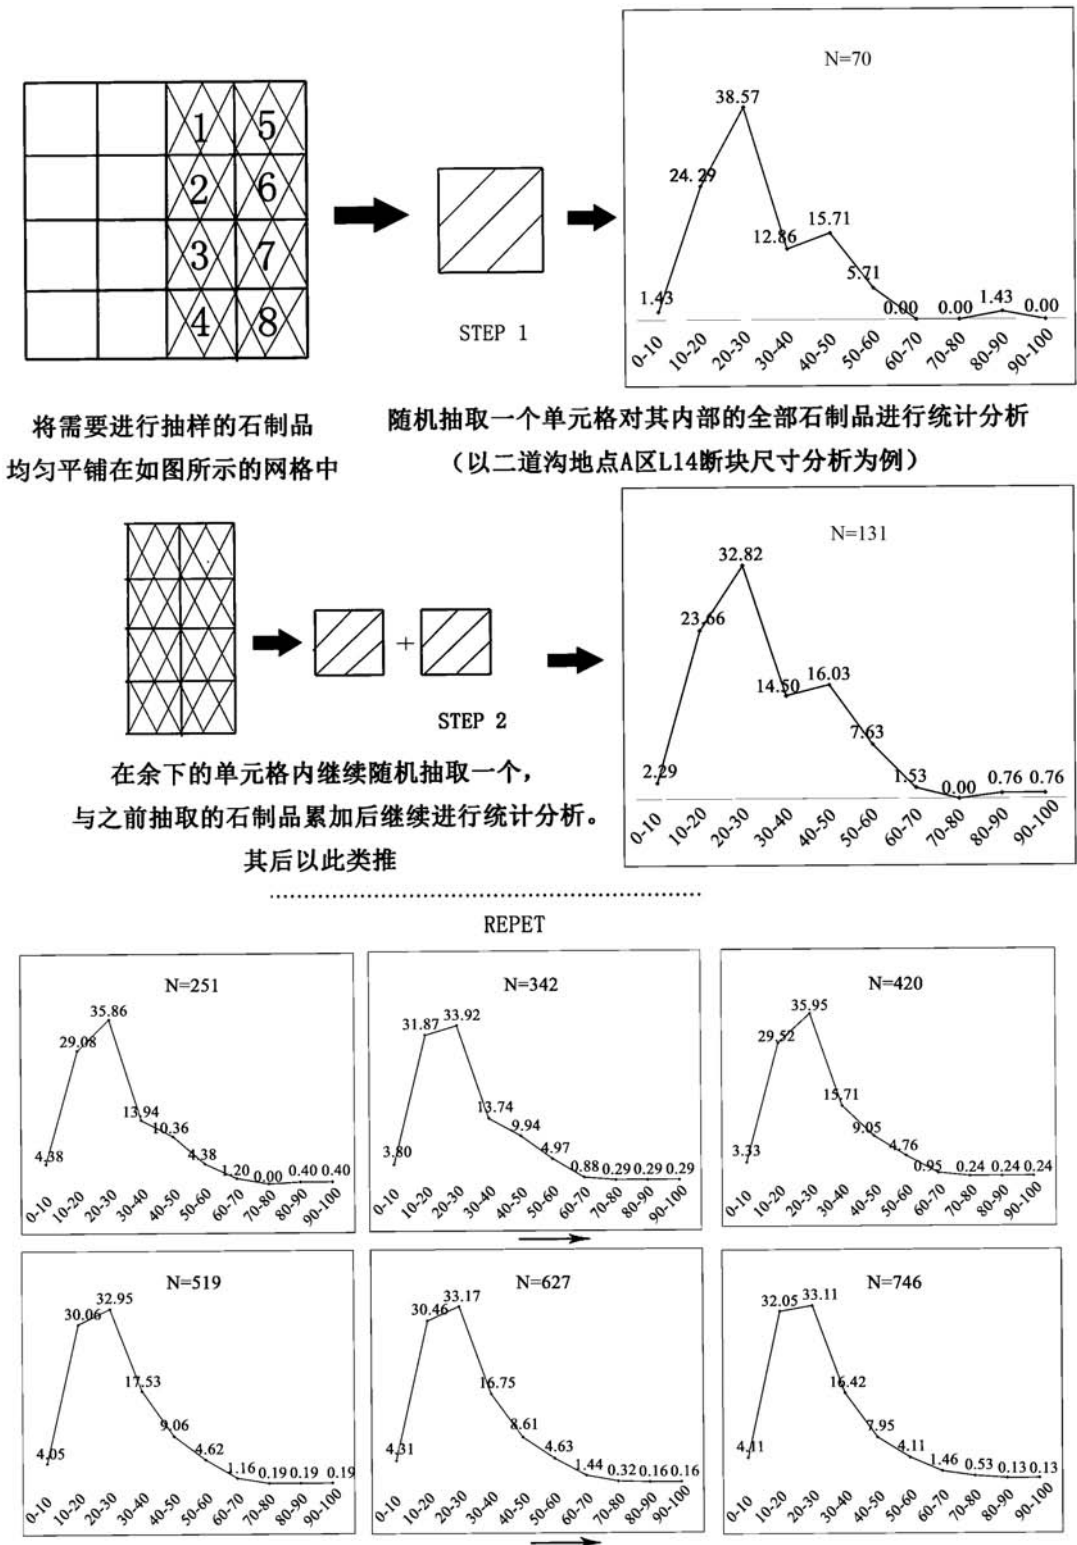 1 5
2 6
3 7
4 8
STEP 1
N=70
1.43 24.29 38.57 12.86 15.71 5.71 0.00 0.00 1.43 0.00
0-10 10-20 20-30 30-40 40-50 50-60 60-70 70-80 80-90 90-100
将需要进行抽样的石制品
均匀平铺在如图所示的网格中
随机抽取一个单元格对其内部的全部石制品进行统计分析
（以二道沟地点A区L14断块尺寸分析为例）
+
STEP 2
N=131
2.29 23.66 32.82 14.50 16.03 7.63 1.53 0.00 0.76 0.76
0-10 10-20 20-30 30-40 40-50 50-60 60-70 70-80 80-90 90-100
在余下的单元格内继续随机抽取一个，
与之前抽取的石制品累加后继续进行统计分析。
其后以此类推
REPET
N=251
4.38 29.08 35.86 13.94 10.36 4.38 1.20 0.00 0.40 0.40
0-10 10-20 20-30 30-40 40-50 50-60 60-70 70-80 80-90 90-100
N=342
3.80 31.87 33.92 13.74 9.94 4.97 0.88 0.29 0.29 0.29
0-10 10-20 20-30 30-40 40-50 50-60 60-70 70-80 80-90 90-100
N=420
3.33 29.52 35.95 15.71 9.05 4.76 0.95 0.24 0.24 0.24
0-10 10-20 20-30 30-40 40-50 50-60 60-70 70-80 80-90 90-100
N=519
4.05 30.06 32.95 17.53 9.06 4.62 1.16 0.19 0.19 0.19
0-10 10-20 20-30 30-40 40-50 50-60 60-70 70-80 80-90 90-100
N=627
4.31 30.46 33.17 16.75 8.61 4.63 1.44 0.32 0.16 0.16
0-10 10-20 20-30 30-40 40-50 50-60 60-70 70-80 80-90 90-100
N=746
4.11 32.05 33.11 16.42 7.95 4.11 1.46 0.53 0.13 0.13
0-10 10-20 20-30 30-40 40-50 50-60 60-70 70-80 80-90 90-100